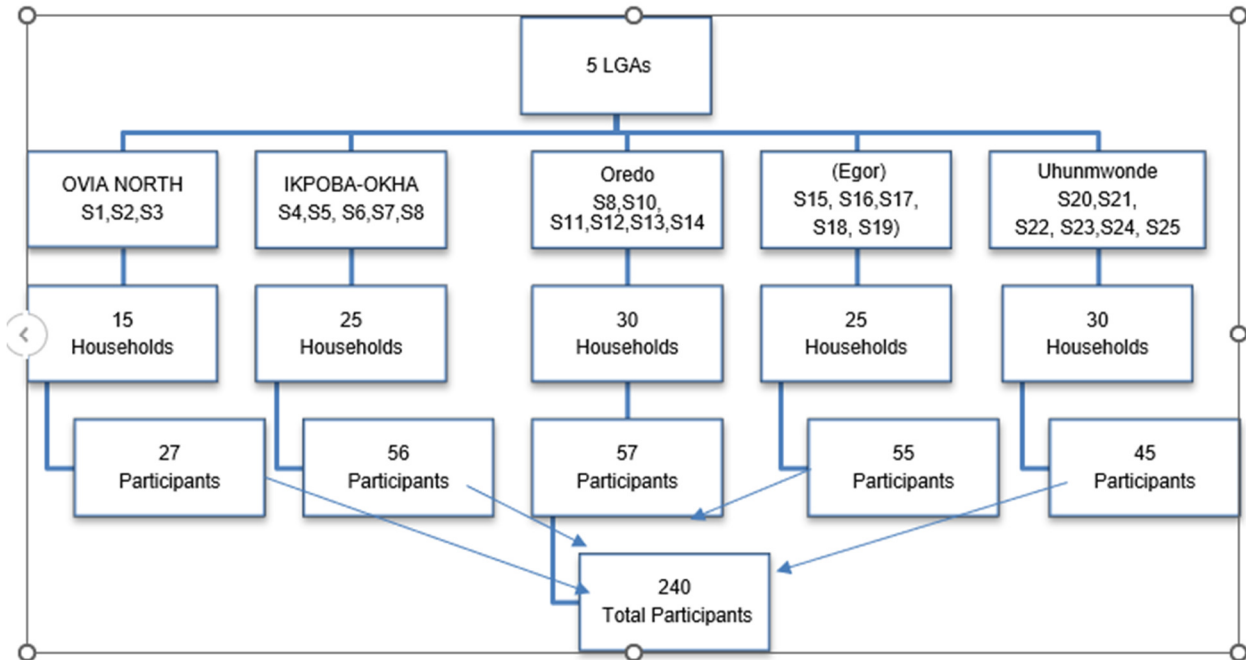 5 LGAs
OVIA NORTH
S1,S2,S3
IKPOBA-OKHA
S4,S5, S6,S7,S8
Oredo
S8,S10,
S11,S12,S13,S14
(Egor)
S15, S16,S17,
S18, S19)
Uhunmwonde
S20,S21,
S22, S23,S24, S25
15
Households
25
Households
30
Households
25
Households
30
Households
27
Participants
56
Participants
57
Participants
55
Participants
45
Participants
240
Total Participants